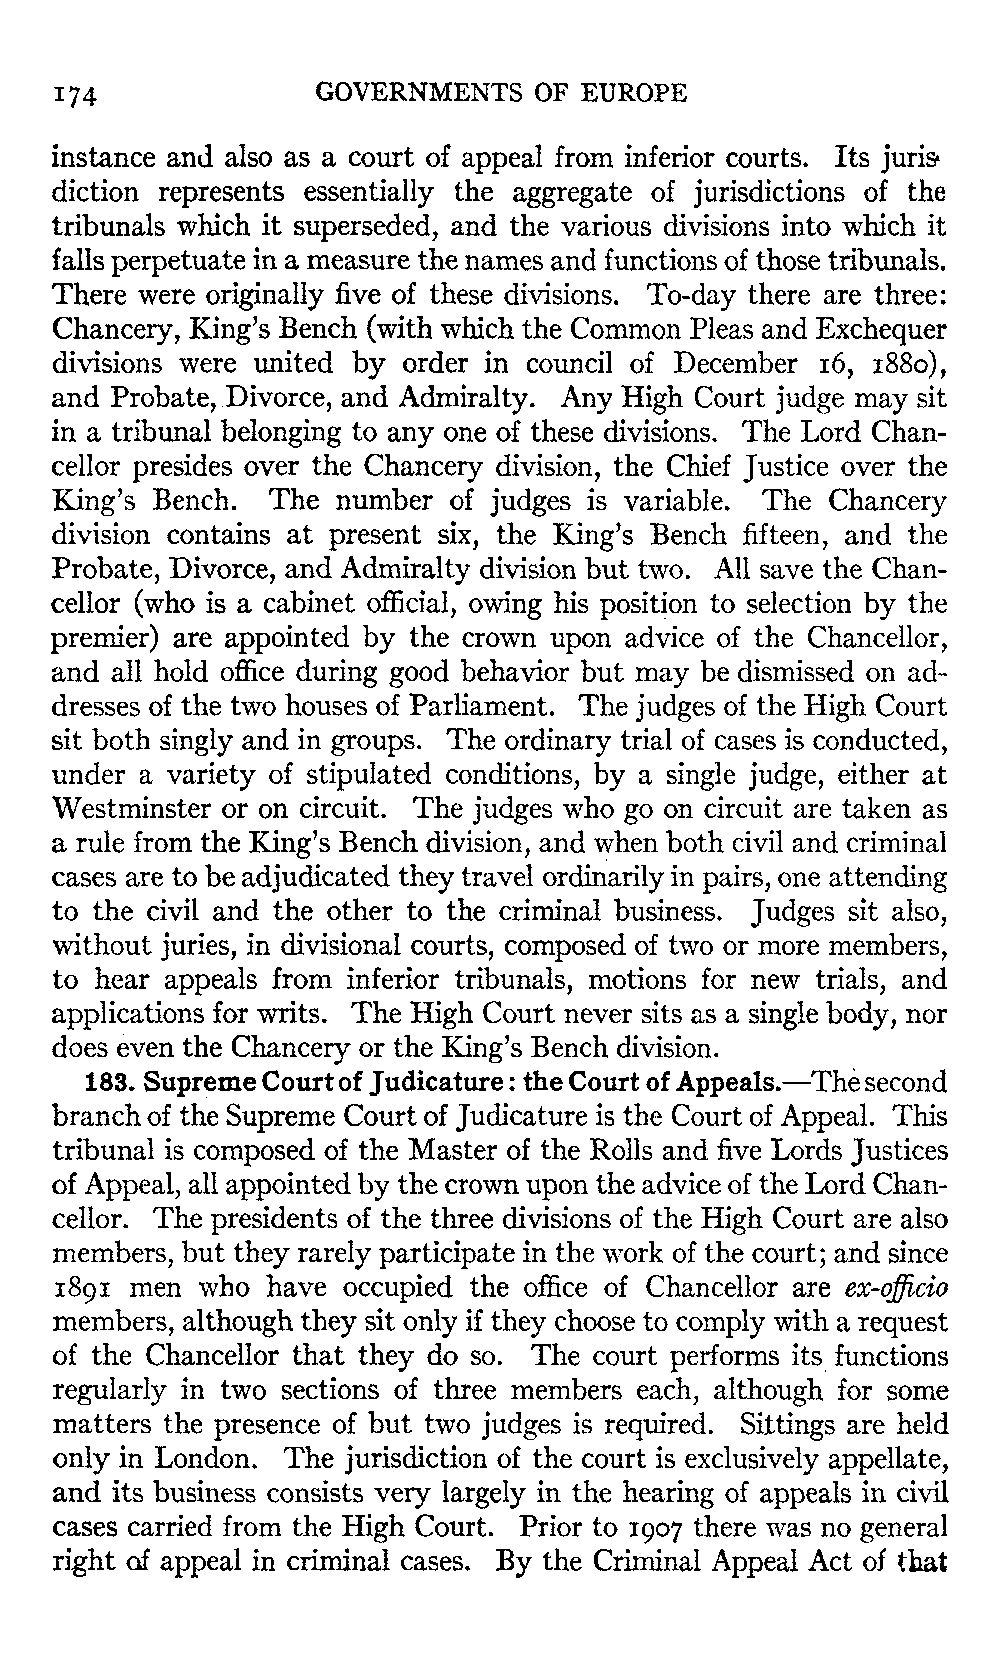 174 GOVERNMENTS OF EUROPE
instance and also as a court of appeal from inferior courts. Its juris-
diction represents essentially the aggregate of jurisdictions of the
tribunals which it superseded, and the various divisions into which it
falls perpetuate in a measure the names and functions of those tribunals.
There were originally five of these divisions. To-day there are three:
Chancery, King's Bench (with which the Common Pleas and Exchequer
divisions were united by order in council of December 16, 1880),
and Probate, Divorce, and Admiralty. Any High Court judge may sit
in a tribunal belonging to any one of these divisions. The Lord Chan-
cellor presides over the Chancery division, the Chief Justice over the
King's Bench. The number of judges is variable. The Chancery
division contains at present six, the King's Bench fifteen, and the
Probate, Divorce, and Admiralty division but two. All save the Chan-
cellor (who is a cabinet official, owing his position to selection by the
premier) are appointed by the crown upon advice of the Chancellor,
and all hold office during good behavior but may be dismissed on ad-
dresses of the two houses of Parliament. The judges of the High Court
sit both singly and in groups. The ordinary trial of cases is conducted,
under a variety of stipulated conditions, by a single judge, either at
Westminster or on circuit. The judges who go on circuit are taken as
a rule from the King's Bench division, and when both civil and criminal
cases are to be adjudicated they travel ordinarily in pairs, one attending
to the civil and the other to the criminal business. Judges sit also,
without juries, in divisional courts, composed of two or more members,
to hear appeals from inferior tribunals, motions for new trials, and
applications for writs. The High Court never sits as a single body, nor
does even the Chancery or the King's Bench division.
183. Supreme Court of Judicature: the Court of Appeals.—The second
branch of the Supreme Court of Judicature is the Court of Appeal. This
tribunal is composed of the Master of the Rolls and five Lords Justices
of Appeal, all appointed by the crown upon the advice of the Lord Chan-
cellor. The presidents of the three divisions of the High Court are also
members, but they rarely participate in the work of the court; and since
1891 men who have occupied the office of Chancellor are ex-officio
members, although they sit only if they choose to comply with a request
of the Chancellor that they do so. The court performs its functions
regularly in two sections of three members each, although for some
matters the presence of but two judges is required. Sittings are held
only in London. The jurisdiction of the court is exclusively appellate,
and its business consists very largely in the hearing of appeals in civil
cases carried from the High Court. Prior to 1907 there was no general
right of appeal in criminal cases. By the Criminal Appeal Act of that